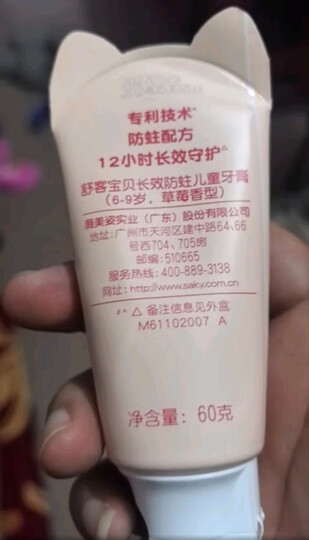 专利技术*
防蛀配方
12小时长效守护△
舒客宝贝长效防蛀儿童牙膏
(6-9岁，草莓香型)
薇美姿实业（广东）股份有限公司
地址：广州市天河区建中路64、66
号西704、705房
邮编：510665
服务热线：400-889-3138
网址：http://www.saky.com.cn
#* △ 备注信息见外盒
M61102007 A
净含量：60克